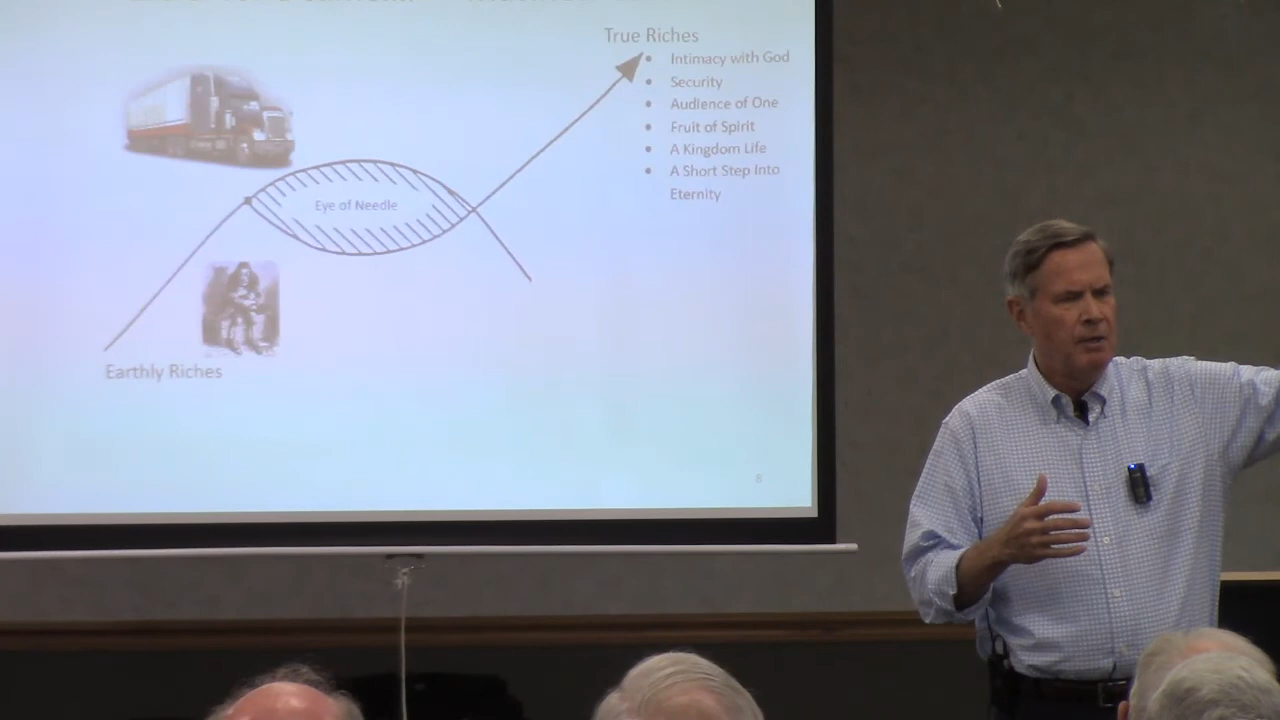 True Riches
• Intimacy with God
• Security
• Audience of One
• Fruit of Spirit
• A Kingdom Life
• A Short Step Into
Eternity
Eye of Needle
Earthly Riches
8